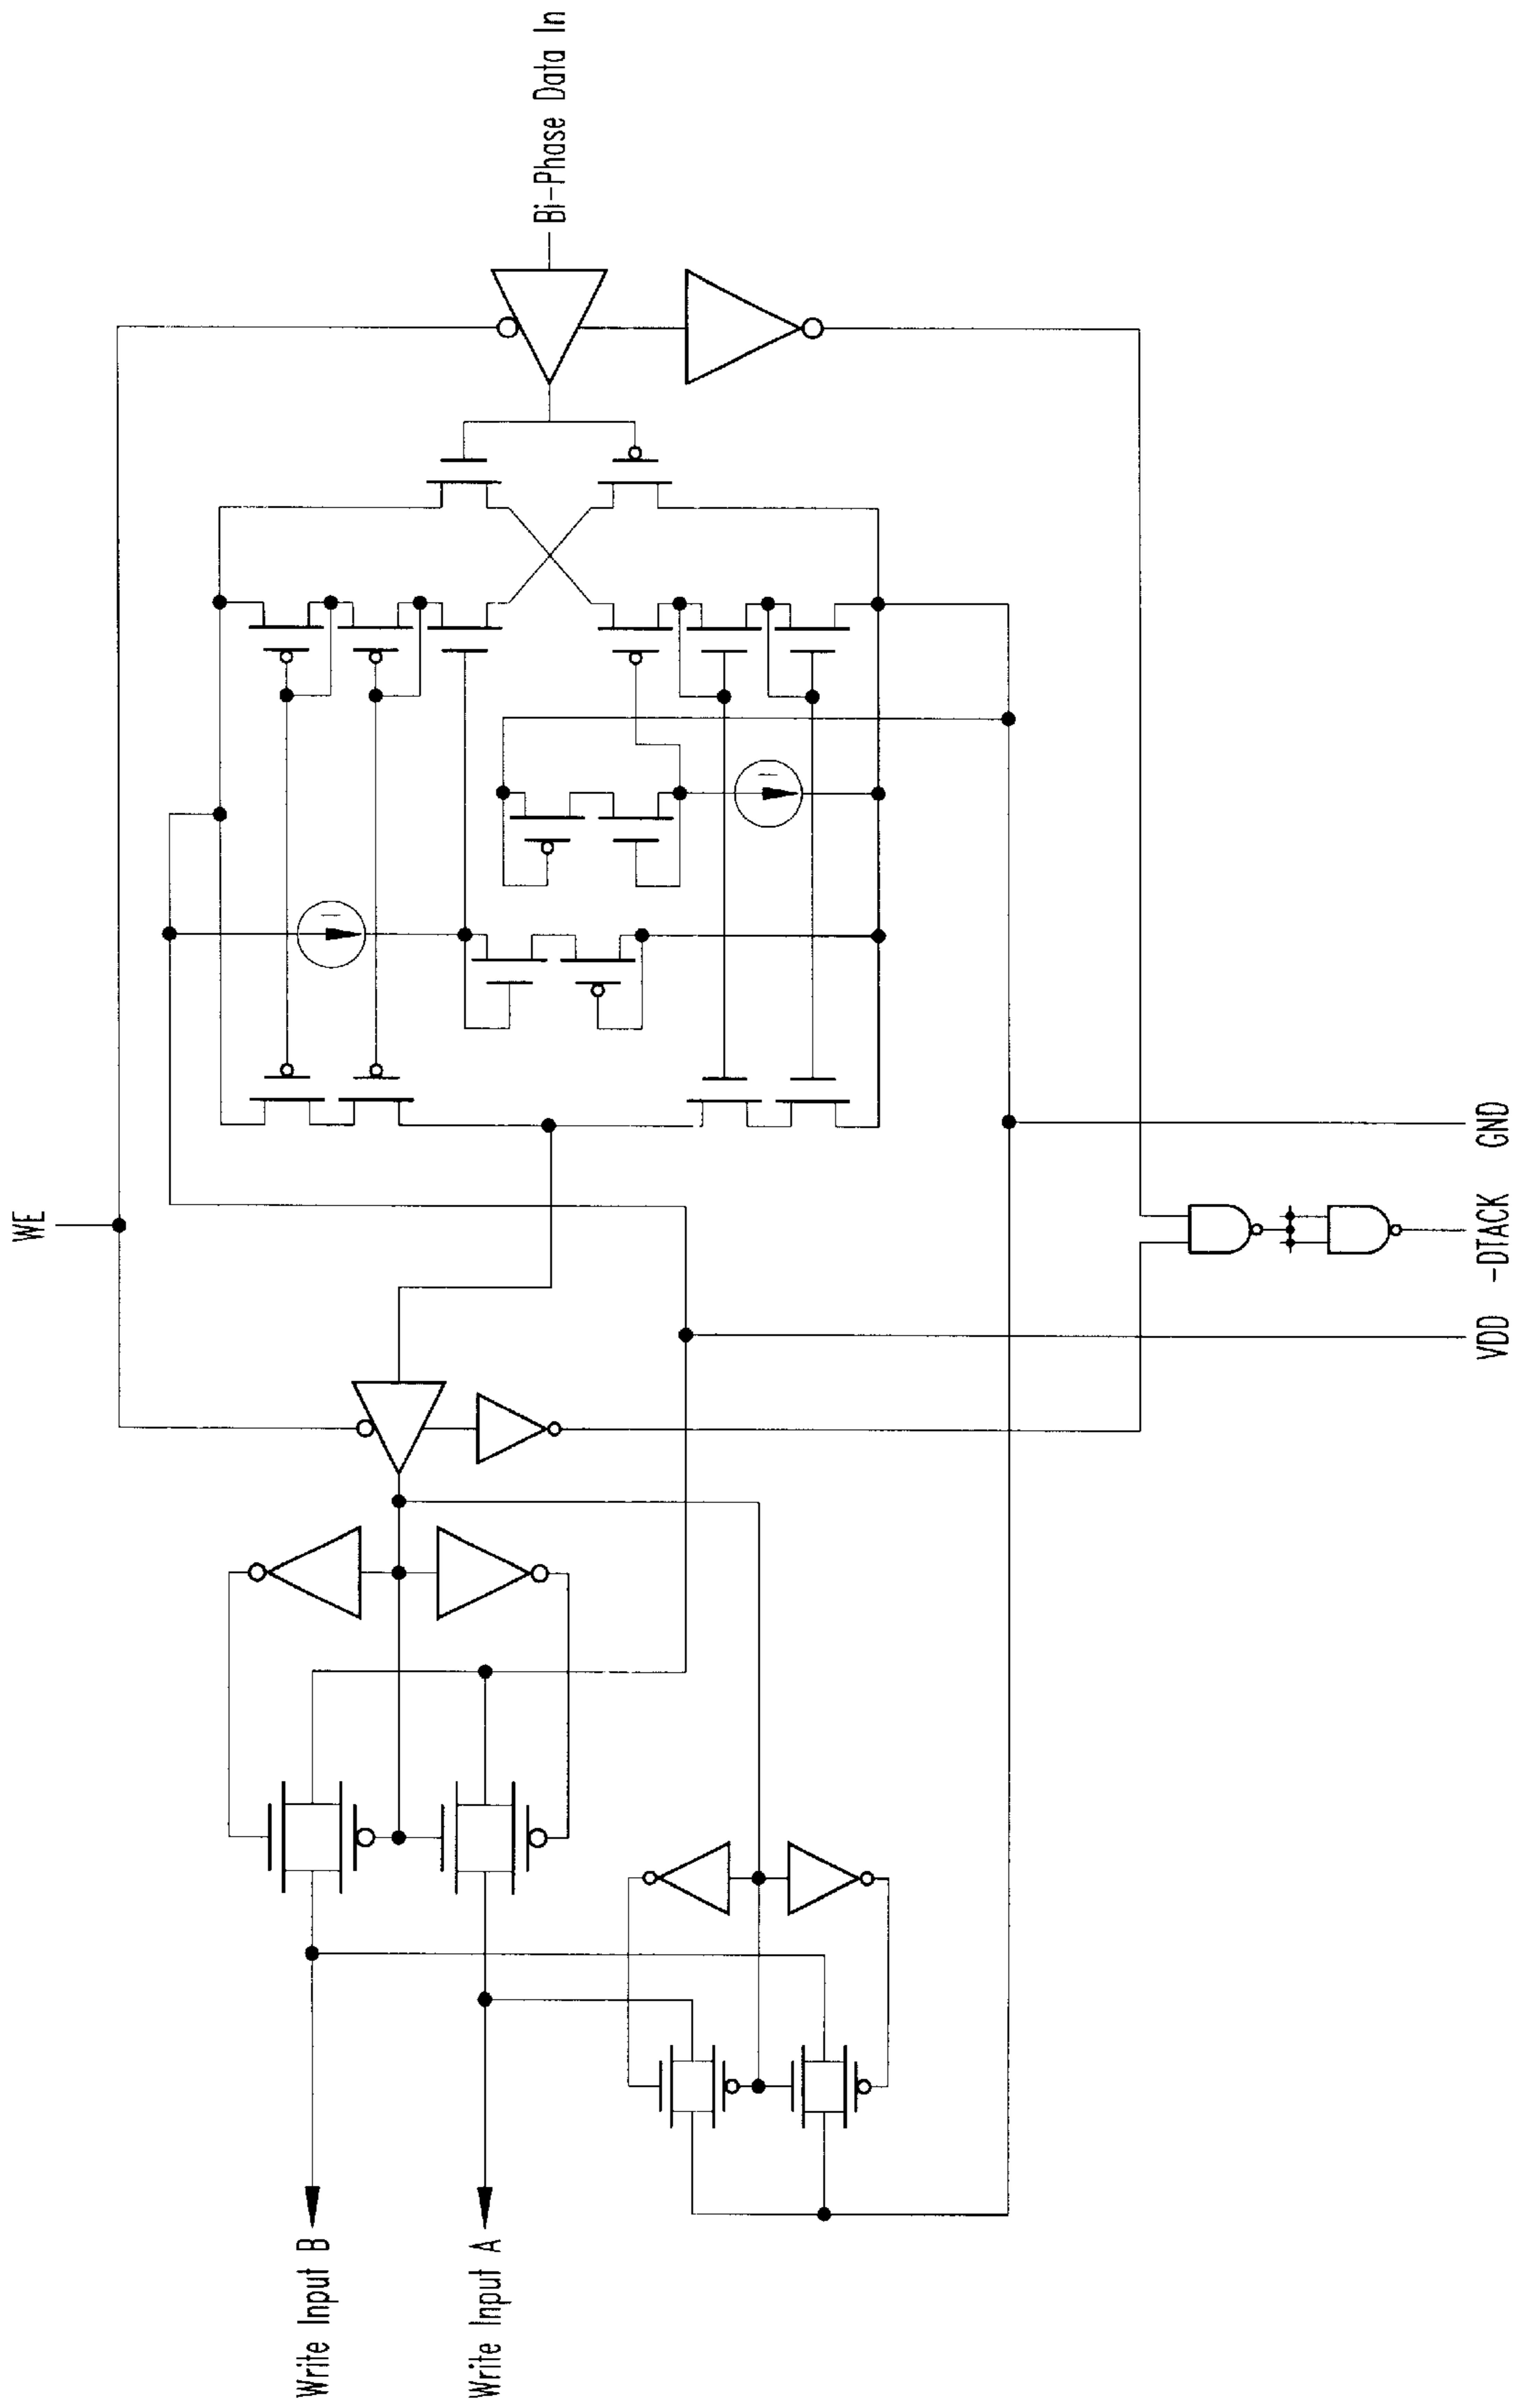 Bi-Phase Data In
WE
GND
-DTACK
VDD
Write Input B
Write Input A